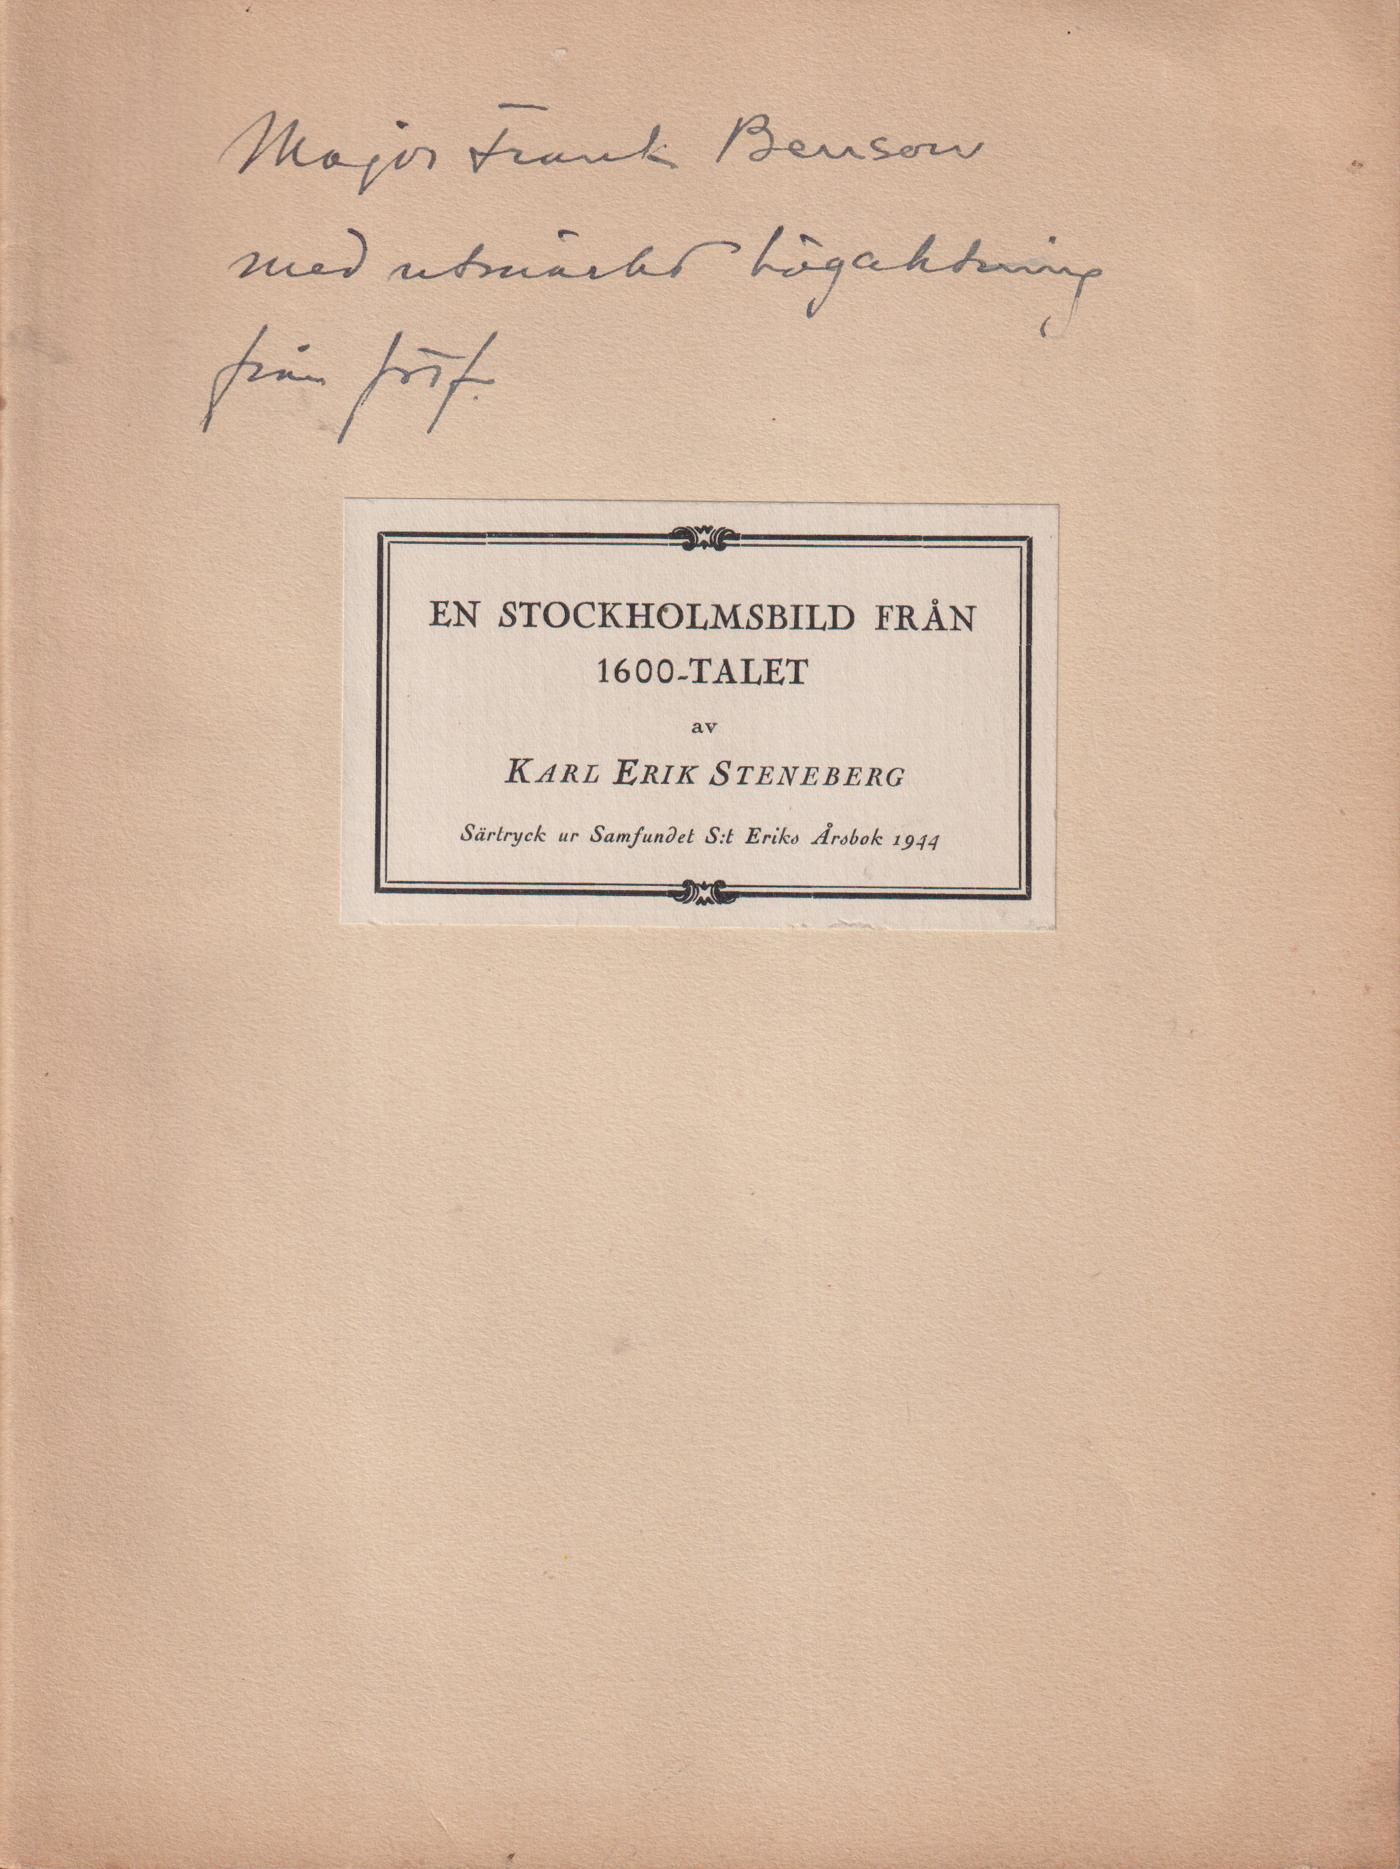 Major Frank Benson
med utmärkt högaktning
från förf.
EN STOCKHOLMSBILD FRÅN
1600-TALET
av
KARL ERIK STENEBERG
Särtryck ur Samfundet S:t Eriks Årsbok 1944